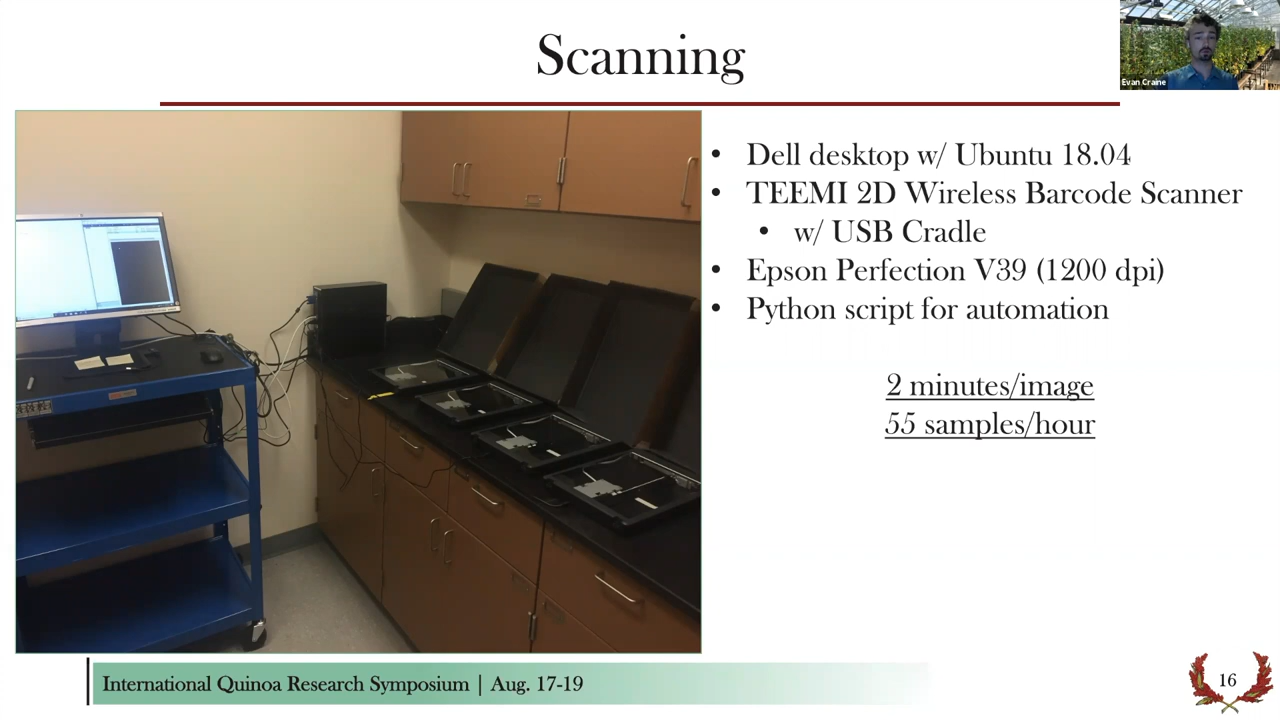 Scanning
Evan Craine
• Dell desktop w/ Ubuntu 18.04
• TEEMI 2D Wireless Barcode Scanner
• w/ USB Cradle
• Epson Perfection V39 (1200 dpi)
• Python script for automation
2 minutes/image
55 samples/hour
International Quinoa Research Symposium | Aug. 17-19
16